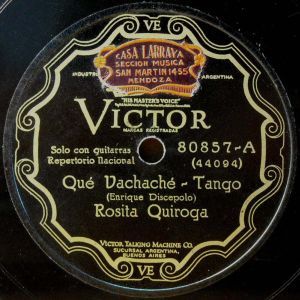 VE
CASA LARRAYA
SECCION MUSICA
SAN MARTIN 1455
MENDOZA
INDUSTR
ARGENTINA
"HIS MASTER'S VOICE"
VICTOR
MARCAS REGISTRADAS
Solo con guitarras
Repertorio Nacional
80857-A
(44094)
Qué Vachaché - Tango
(Enrique Discepolo)
Rosita Quiroga
VICTOR TALKING MACHINE CO.
SUCURSAL ARGENTINA,
BUENOS AIRES
VE